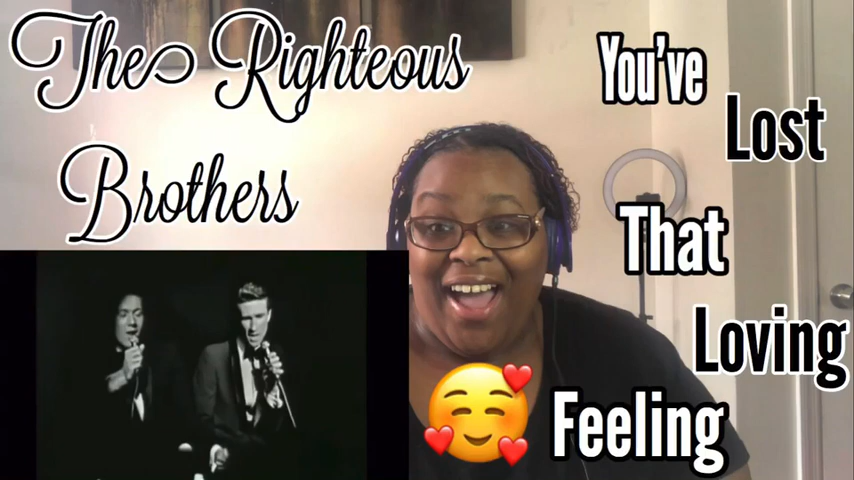 The Righteous
Brothers
You've
Lost
That
Loving
Feeling